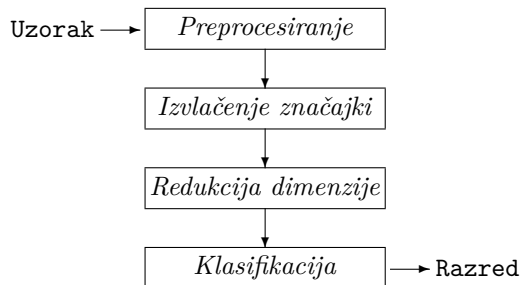 Uzorak Preprocesiranje
Izvlačenje značajki
Redukcija dimenzije
Klasifikacija Razred